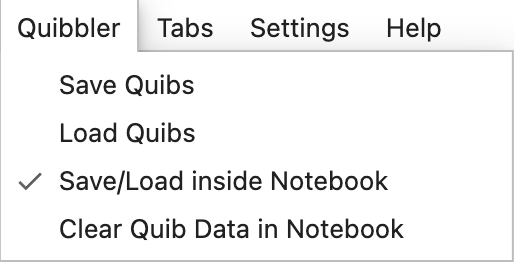 Quibbler Tabs Settings Help
Save Quibs
Load Quibs
Save/Load inside Notebook
Clear Quib Data in Notebook